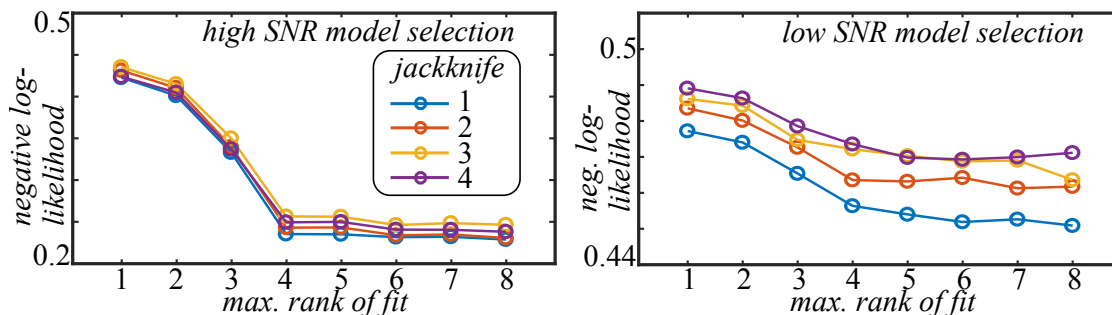 0.5
high SNR model selection
jackknife
1
2
3
4
negative log-
likelihood
0.2
1 2 3 4 5 6 7 8
max. rank of fit
0.5
low SNR model selection
neg. log-
likelihood
0.44
1 2 3 4 5 6 7 8
max. rank of fit